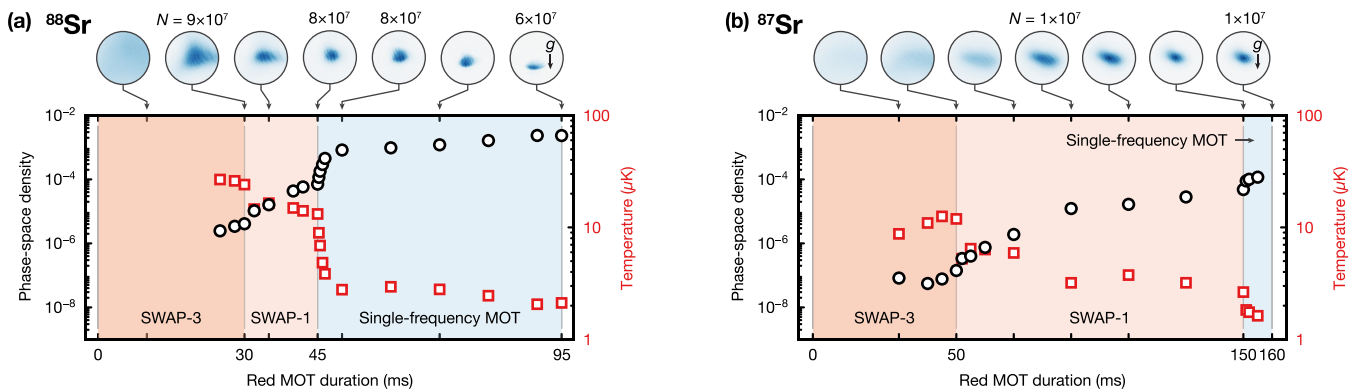 (a) ⁸⁸Sr
N = 9×10⁷ 8×10⁷ 8×10⁷ 6×10⁷
g
10⁻²
10⁻⁴
10⁻⁶
10⁻⁸
Phase-space density
100
10
1
Temperature (μK)
SWAP-3 SWAP-1 Single-frequency MOT
0 30 45 95
Red MOT duration (ms)
(b) ⁸⁷Sr
N = 1×10⁷ 1×10⁷
g
10⁻²
10⁻⁴
10⁻⁶
10⁻⁸
Phase-space density
100
10
1
Temperature (μK)
Single-frequency MOT
SWAP-3 SWAP-1
0 50 150 160
Red MOT duration (ms)